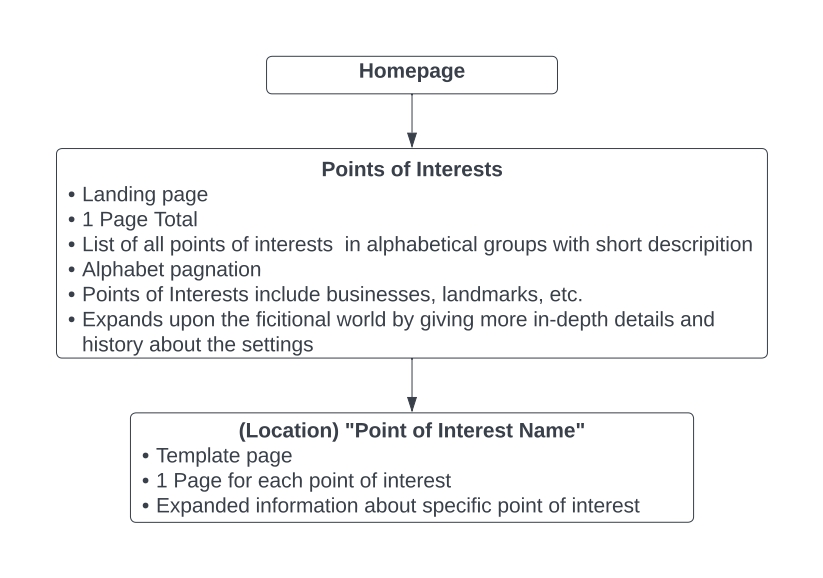 Homepage
Points of Interests
• Landing page
• 1 Page Total
• List of all points of interests  in alphabetical groups with short descripition
• Alphabet pagnation
• Points of Interests include businesses, landmarks, etc.
• Expands upon the ficitional world by giving more in-depth details and
history about the settings
(Location) "Point of Interest Name"
• Template page
• 1 Page for each point of interest
• Expanded information about specific point of interest